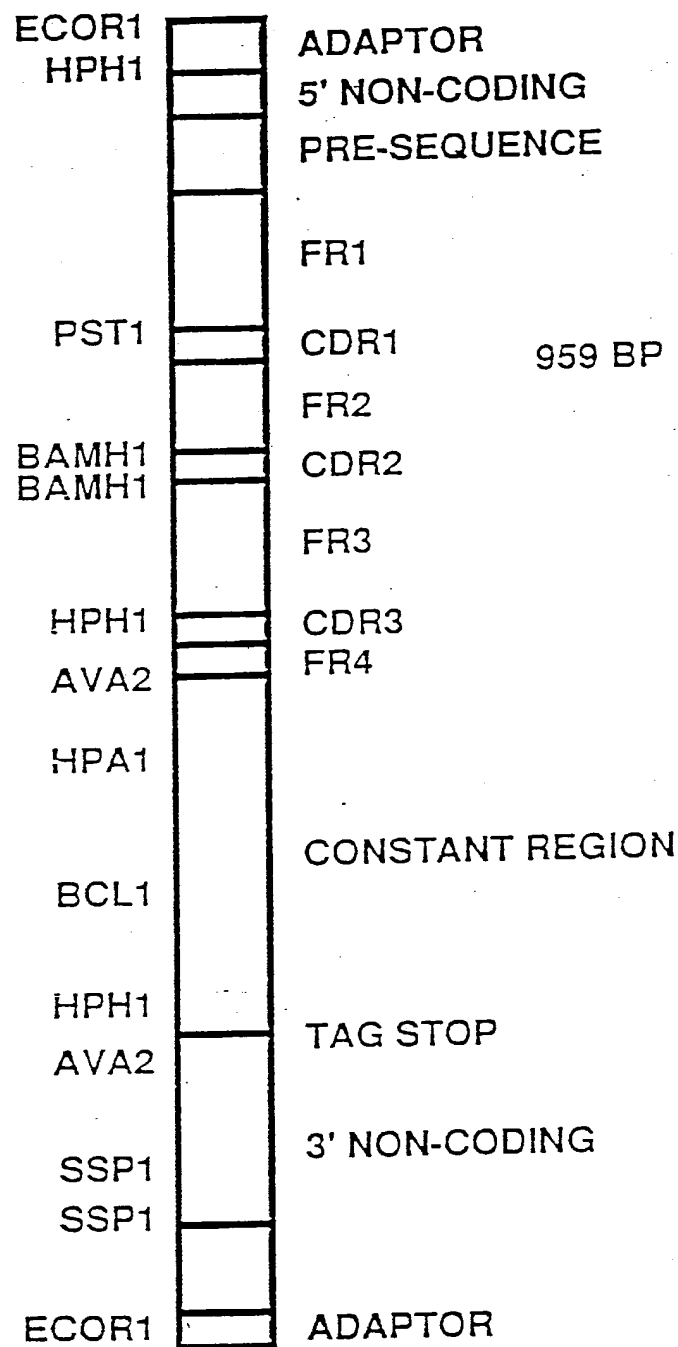 ECOR1
ADAPTOR
HPH1
5' NON-CODING
PRE-SEQUENCE
FR1
PST1
CDR1
959 BP
FR2
BAMH1
CDR2
BAMH1
FR3
HPH1
CDR3
FR4
AVA2
HPA1
CONSTANT REGION
BCL1
HPH1
TAG STOP
AVA2
3' NON-CODING
SSP1
SSP1
ECOR1
ADAPTOR